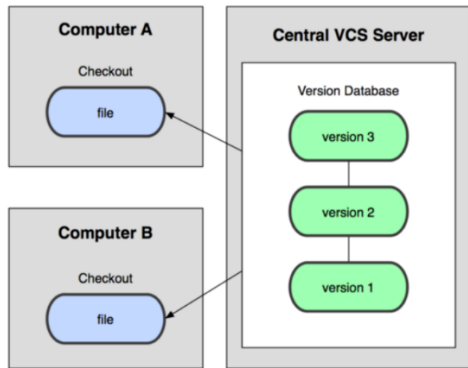 Computer A
Checkout
file
Computer B
Checkout
file
Central VCS Server
Version Database
version 3
version 2
version 1